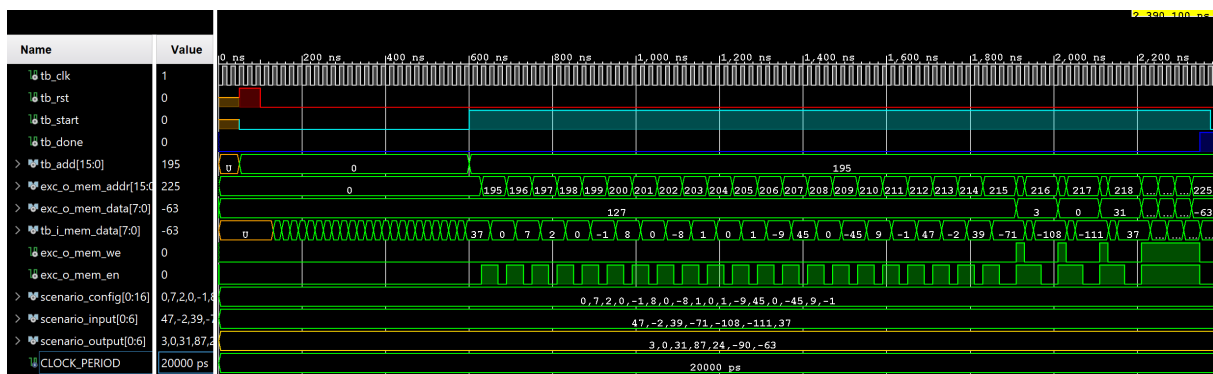 2,390.100 ns
Name Value
0 ns 200 ns 400 ns 600 ns 800 ns 1,000 ns 1,200 ns 1,400 ns 1,600 ns 1,800 ns 2,000 ns 2,200 ns
tb_clk 1
tb_rst 0
tb_start 0
tb_done 0
tb_add[15:0] 195 U 0 195
exc_o_mem_addr[15:0 225 0 195 196 197 198 199 200 201 202 203 204 205 206 207 208 209 210 211 212 213 214 215 216 217 218 ... ... ... 225
exc_o_mem_data[7:0] -63 127 3 0 31 ... ... ... -63
tb_i_mem_data[7:0] -63 U 37 0 7 2 0 -1 8 0 -8 1 0 1 -9 45 0 -45 9 -1 47 -2 39 -71 -108 -111 37 ... ... ...
exc_o_mem_we 0
exc_o_mem_en 0
scenario_config[0:16] 0,7,2,0,-1,8 0,7,2,0,-1,8,0,-8,1,0,1,-9,45,0,-45,9,-1
scenario_input[0:6] 47,-2,39,-7 47,-2,39,-71,-108,-111,37
scenario_output[0:6] 3,0,31,87,2 3,0,31,87,24,-90,-63
CLOCK_PERIOD 20000 ps 20000 ps